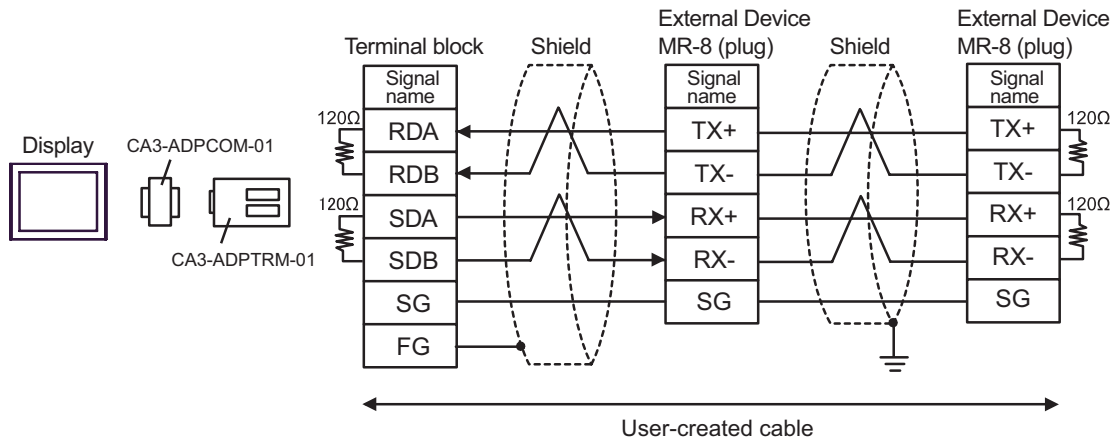 External Device
MR-8 (plug)
External Device
MR-8 (plug)
Terminal block
Shield
Shield
Signal name
Signal name
Signal name
120Ω
RDA
TX+
TX+
120Ω
Display
CA3-ADPCOM-01
RDB
TX-
TX-
120Ω
SDA
RX+
RX+
120Ω
CA3-ADPTRM-01
SDB
RX-
RX-
SG
SG
SG
FG
User-created cable